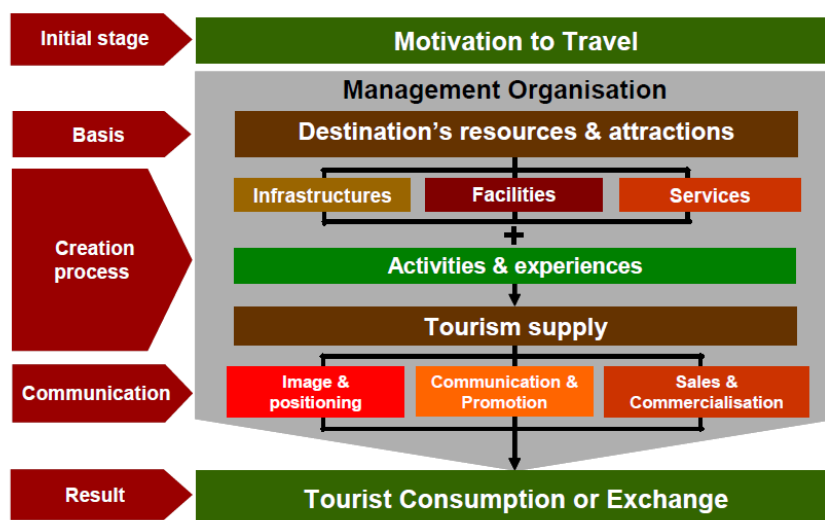 Initial stage
Motivation to Travel
Management Organisation
Basis
Destination's resources & attractions
Infrastructures
Facilities
Services
+
Creation
process
Activities & experiences
Tourism supply
Communication
Image &
positioning
Communication &
Promotion
Sales &
Commercialisation
Result
Tourist Consumption or Exchange